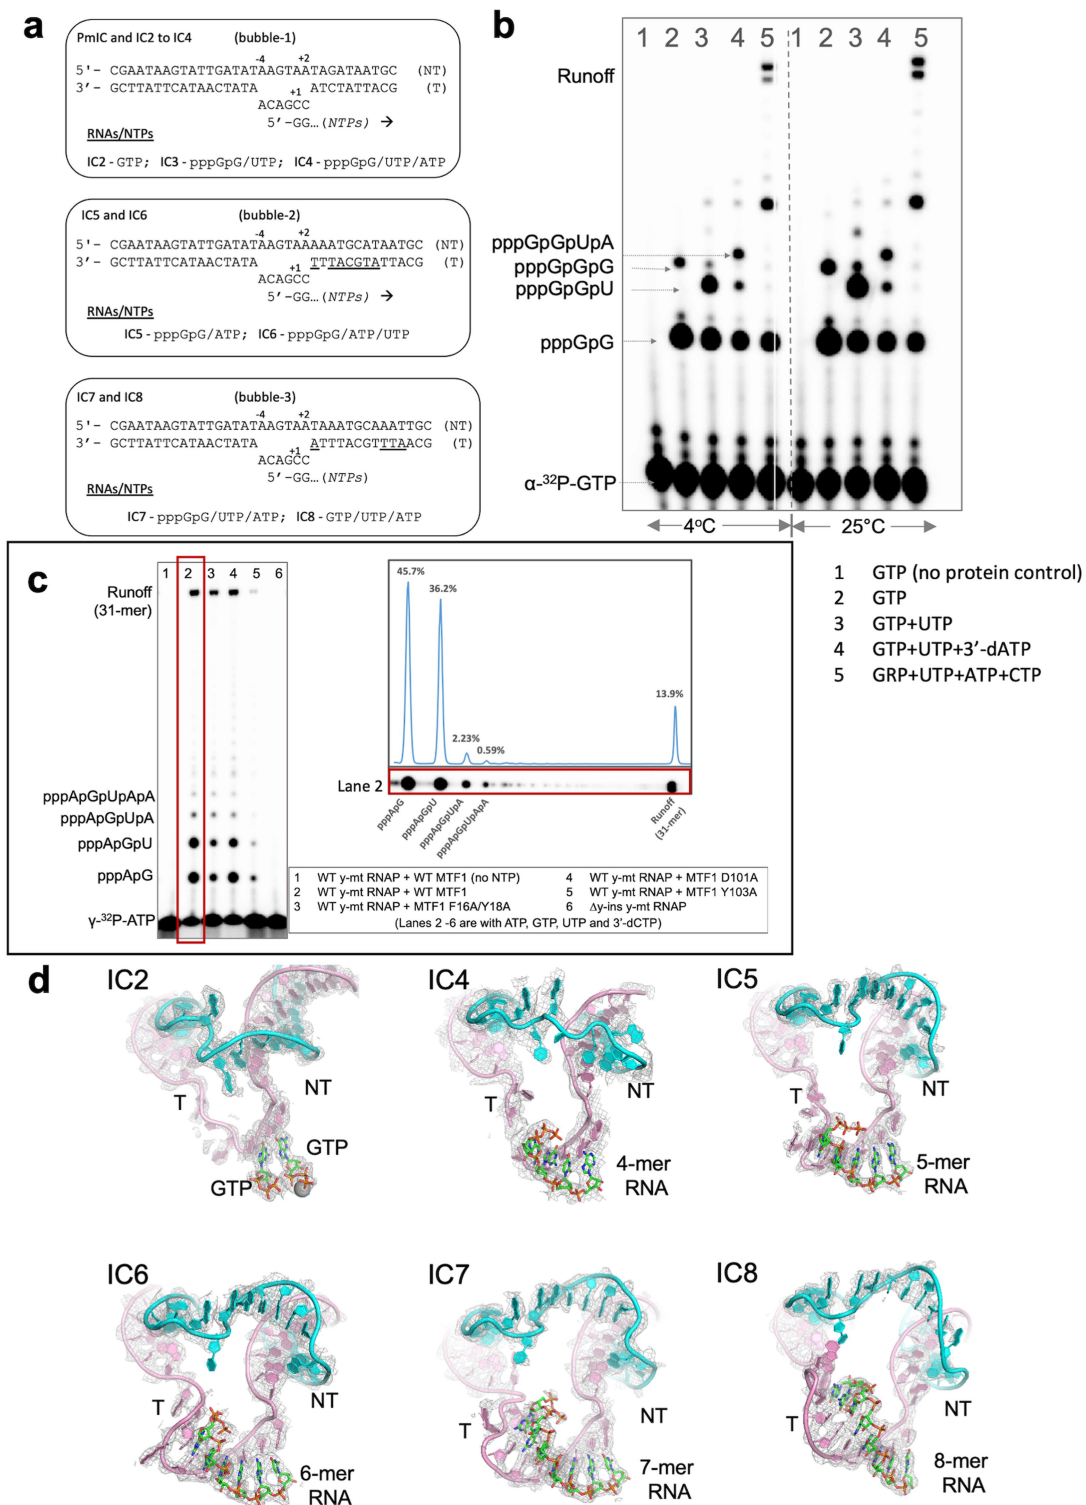 a
PmIC and IC2 to IC4 (bubble-1)
-4 +2
5'- CGAATAAGTATTGATATAAGTAATAGATAATGC (NT)
3'- GCTTATTCATAACTATA ATCTATTACG (T)
+1
ACAGCC
5'-GG...(NTPs) →
RNAs/NTPs
IC2 - GTP; IC3 - pppGpG/UTP; IC4 - pppGpG/UTP/ATP
IC5 and IC6 (bubble-2)
-4 +2
5'- CGAATAAGTATTGATATAAGTAAAAATGCATAATGC (NT)
3'- GCTTATTCATAACTATA TTTACGTATTACG (T)
+1
ACAGCC
5'-GG...(NTPs) →
RNAs/NTPs
IC5 - pppGpG/ATP; IC6 - pppGpG/ATP/UTP
IC7 and IC8 (bubble-3)
-4 +2
5'- CGAATAAGTATTGATATAAGTAATAAATGCAAATTGC (NT)
3'- GCTTATTCATAACTATA ATTTACGTTTAACG (T)
+1
ACAGCC
5'-GG...(NTPs)
RNAs/NTPs
IC7 - pppGpG/UTP/ATP; IC8 - GTP/UTP/ATP
b
1 2 3 4 5 1 2 3 4 5
Runoff
pppGpGpUpA
pppGpGpG
pppGpGpU
pppGpG
α-³²P-GTP
4°C 25°C
1 GTP (no protein control)
2 GTP
3 GTP+UTP
4 GTP+UTP+3'-dATP
5 GRP+UTP+ATP+CTP
c
1 2 3 4 5 6
Runoff
(31-mer)
pppApGpUpApA
pppApGpUpA
pppApGpU
pppApG
γ-³²P-ATP
45.7%
36.2%
2.23%
0.59%
13.9%
Lane 2
pppApG
pppApGpU
pppApGpUpA
pppApGpUpApA
Runoff
(31-mer)
1 WT y-mt RNAP + WT MTF1 (no NTP)
2 WT y-mt RNAP + WT MTF1
3 WT y-mt RNAP + MTF1 F16A/Y18A
4 WT y-mt RNAP + MTF1 D101A
5 WT y-mt RNAP + MTF1 Y103A
6 Δy-ins y-mt RNAP
(Lanes 2 -6 are with ATP, GTP, UTP and 3'-dCTP)
d
IC2
T
NT
GTP
GTP
IC4
T
NT
4-mer
RNA
IC5
T
NT
5-mer
RNA
IC6
T
NT
6-mer
RNA
IC7
T
NT
7-mer
RNA
IC8
T
NT
8-mer
RNA